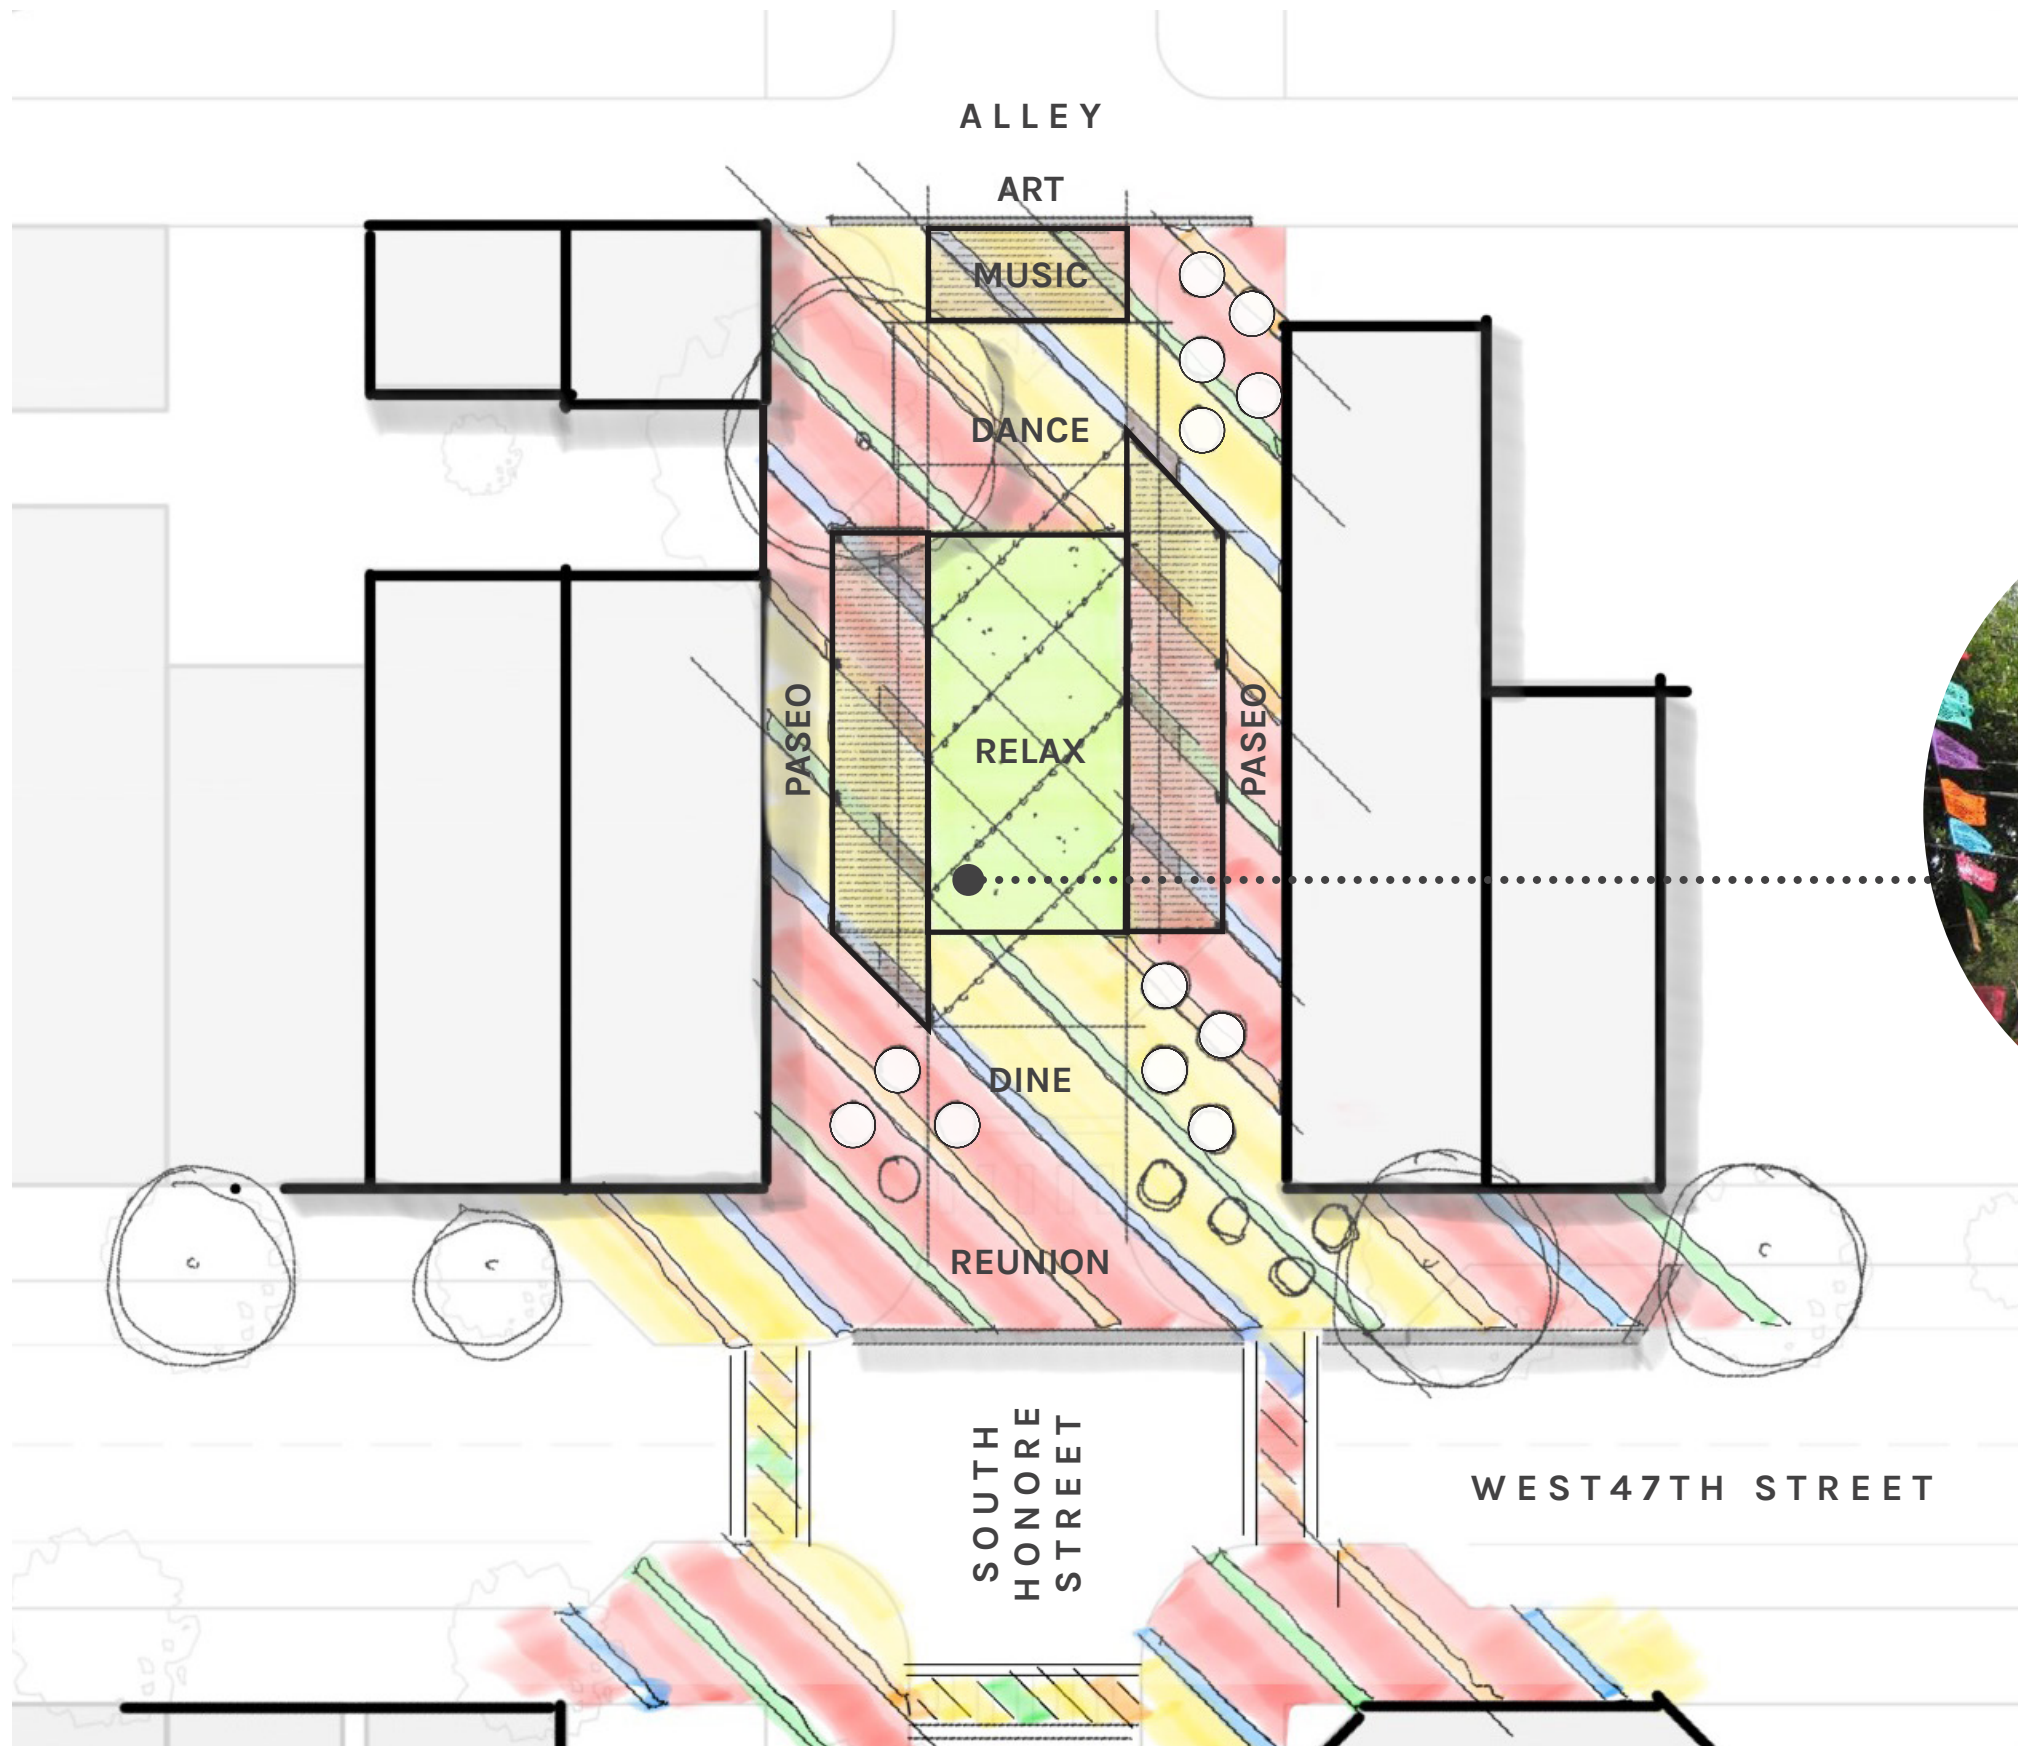 ALLEY
ART
MUSIC
DANCE
PASEO
RELAX
PASEO
DINE
REUNION
SOUTH
HONORE
STREET
WEST47TH STREET